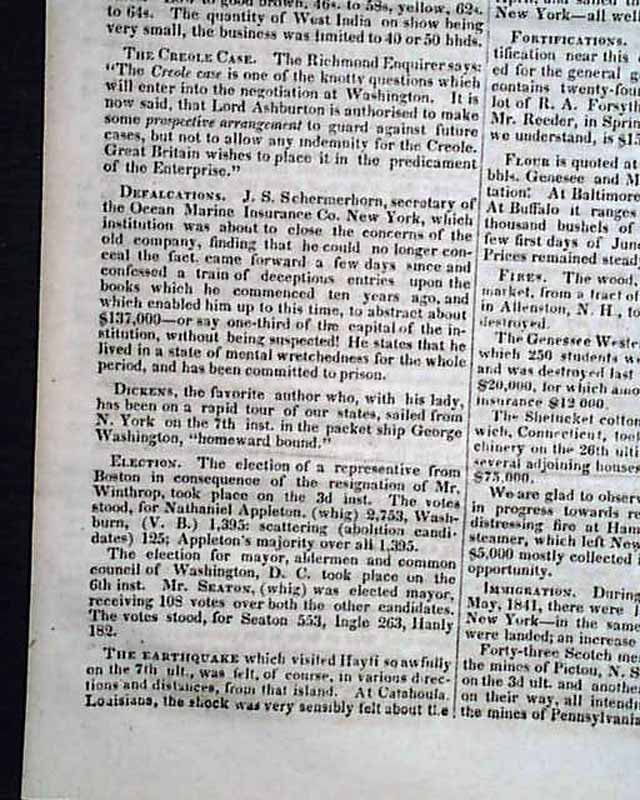 to good brown, 46s. to 58s, yellow, 62s.
to 64s. The quantity of West India on show being
very small, the business was limited to 40 or 50 hhds.
THE CREOLE CASE. The Richmond Enquirer says:
"The Creole case is one of the knotty questions which
will enter into the negotiation at Washington. It is
now said, that Lord Ashburton is authorised to make
some prospective arrangement to guard against future
cases, but not to allow any indemnity for the Creole.
Great Britain wishes to place it in the predicament
of the Enterprise."
DEFALCATIONS. J. S. Schermerhorn, secretary of
the Ocean Marine Insurance Co. New York, which
institution was about to close the concerns of the
old company, finding that he could no longer con-
ceal the fact, came forward a few days since and
confessed a train of deceptious entries upon the
books which he commenced ten years ago, and
which enabled him up to this time, to abstract about
$137,000—or say one-third of the capital of the in-
stitution, without being suspected! He states that he
lived in a state of mental wretchedness for the whole
period, and has been committed to prison.
DICKENS, the favorite author who, with his lady,
has been on a rapid tour of our states, sailed from
N. York on the 7th inst. in the packet ship George
Washington, "homeward bound."
ELECTION. The election of a representative from
Boston in consequence of the resignation of Mr.
Winthrop, took place on the 3d inst. The votes
stood, for Nathaniel Appleton, (whig) 2,753, Wash-
burn, (V. B.) 1,395: scattering (abolition candi-
dates) 125; Appleton's majority over all 1,395.
The election for mayor, aldermen and common
council of Washington, D. C. took place on the
6th inst. Mr. SEATON, (whig) was elected mayor,
receiving 108 votes over both the other candidates.
The votes stood, for Seaton 553, Ingle 263, Hanly
182.
THE EARTHQUAKE which visited Hayti so awfully
on the 7th ult., was felt, of course, in various direc-
tions and distances, from that island. At Catahoula,
Louisiana, the shock was very sensibly felt about the
New York—all well
FORTIFICATIONS.
tification near this
ed for the general g
contains twenty-four
lot of R. A. Forsyth
Mr. Reeder, in Sprin
we understand, is $15
FLOUR is quoted at
bbls. Genesee and M
tation! At Baltimore
At Buffalo it ranges
thousand bushels of
few first days of Jun
Prices remained steady
FIRES. The wood,
market, from a tract of
in Allenston, N. H., to
destroyed.
The Genessee Weste
which 250 students w
and was destroyed last
$20,000, for which amo
insurance $12 000.
The Shetucket cotton
wich, Connecticut, too
chinery on the 26th ulti
several adjoining houses
$75,000.
We are glad to obser
in progress towards re
distressing fire at Ham
steamer, which left New
$5,000 mostly collected i
opportunity.
IMMIGRATION. During
May, 1841, there were
New York—in the same
were landed; an increase
Forty-three Scotch me
the mines of Picton, N. S
on the 3d ult. and anothe
on their way, all intendi
the mines of Pennsylvania